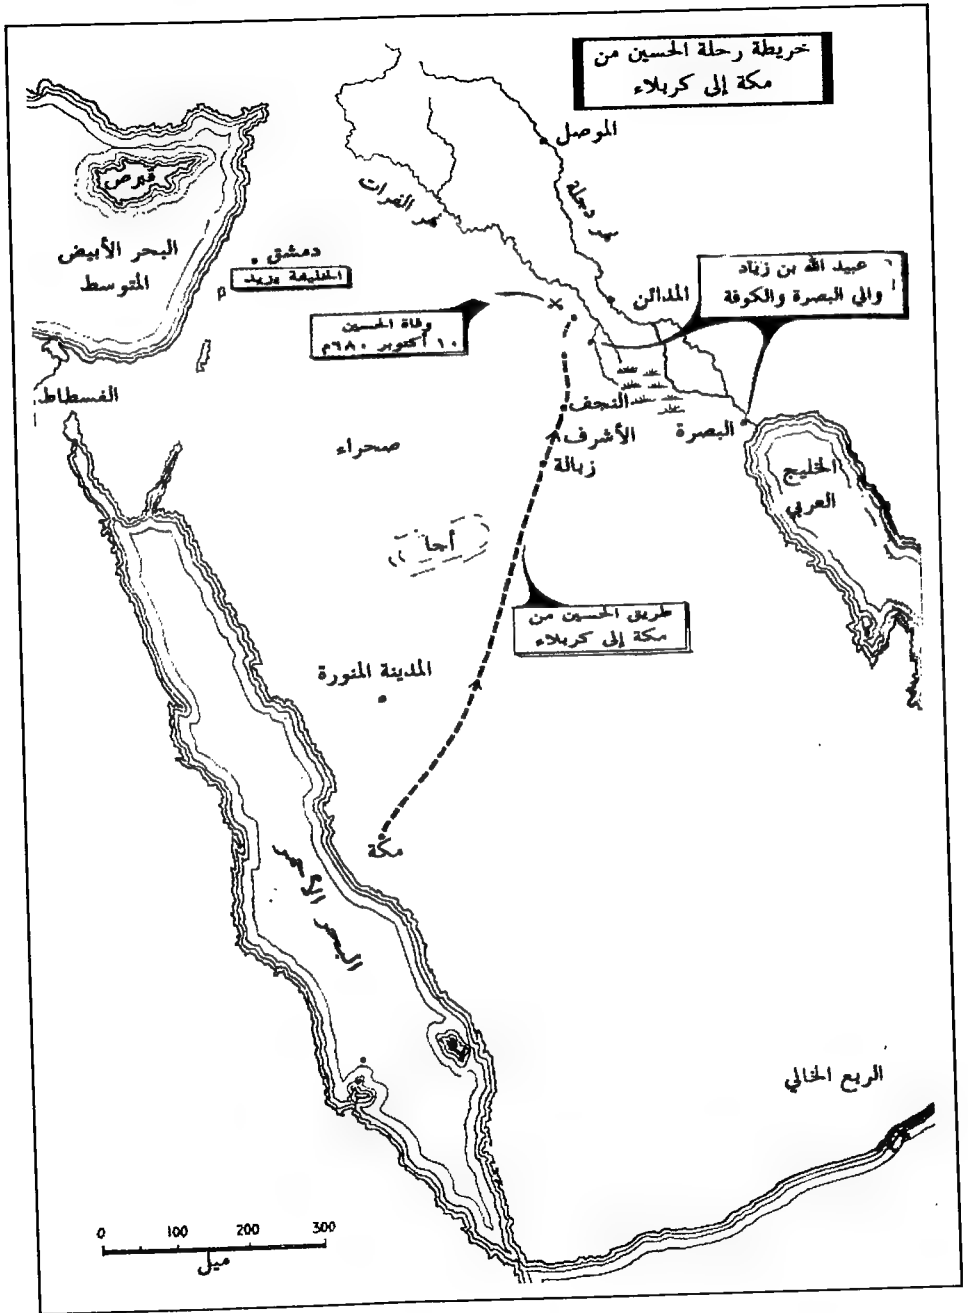 خريطة رحلة الحسين من
مكة إلى كربلاء
الموصل
نهر دجلة
نهر الفرات
قبرص
البحر الأبيض
المتوسط
دمشق
الخليفة يزيد
عبيد الله بن زياد
والي البصرة والكوفة
المدائن
وفاة الحسين
١٠ أكتوبر ٦٨٠م
الفسطاط
النجف
الأشرف
البصرة
صحراء
زبالة
الخليج
العربي
أجا
طريق الحسين من
مكة إلى كربلاء
المدينة المنورة
مكة
البحر الأحمر
الربع الخالي
0 100 200 300
ميل